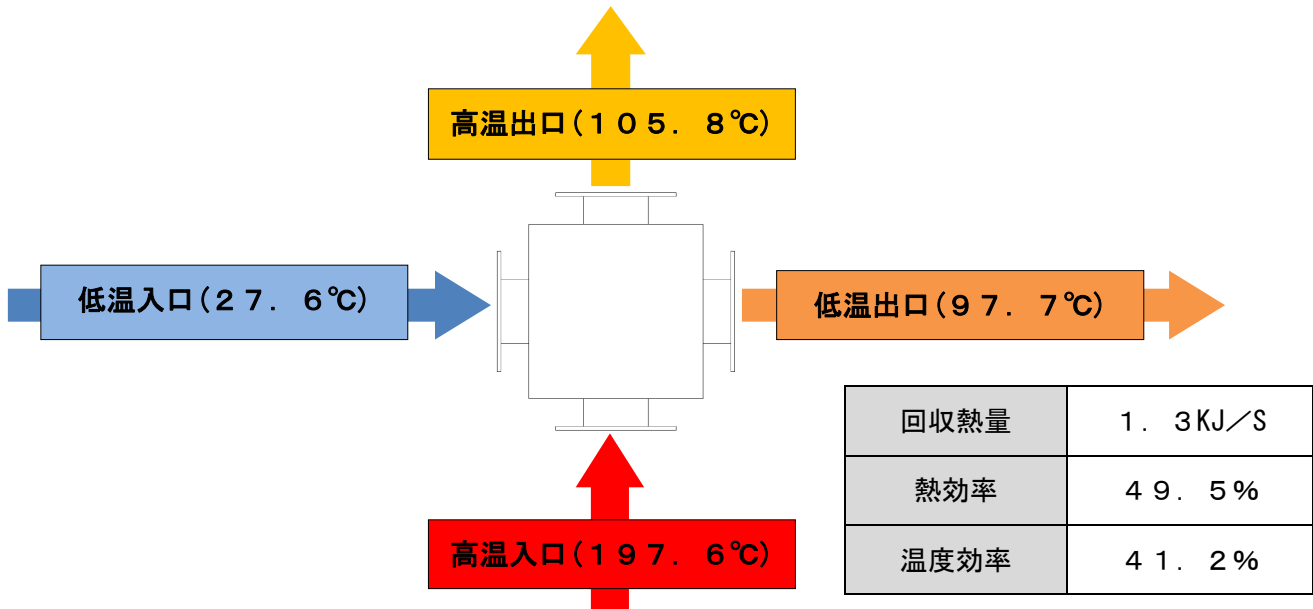 高温出口(105.8℃)
低温入口(27.6℃)
低温出口(97.7℃)
高温入口(197.6℃)
回収熱量 1.3KJ/S
熱効率 49.5%
温度効率 41.2%